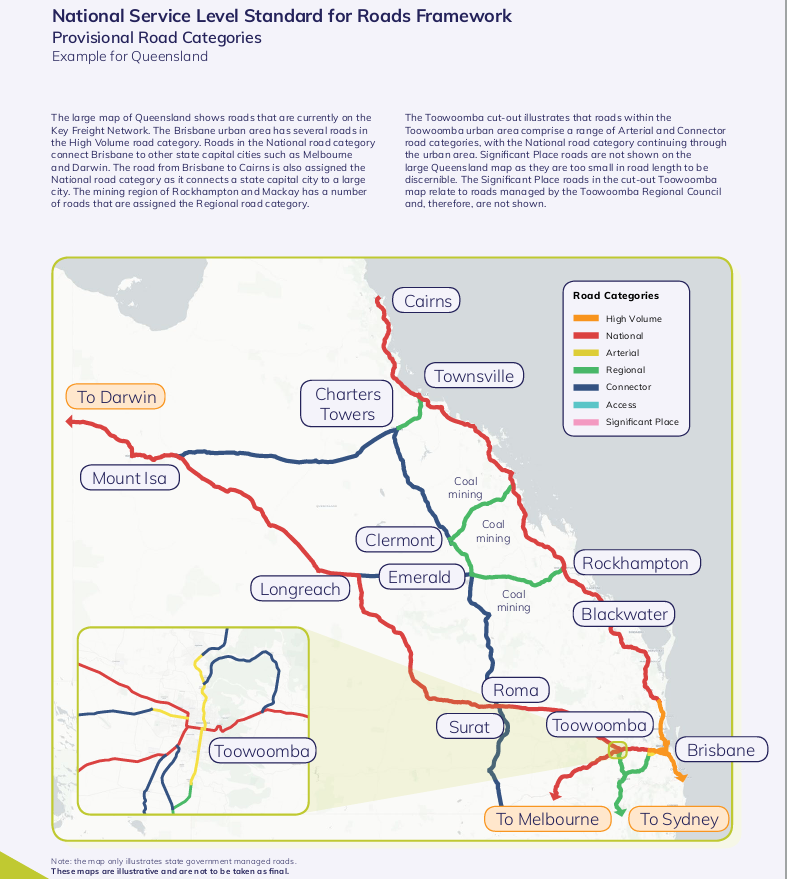 National Service Level Standard for Roads Framework
Provisional Road Categories
Example for Queensland
The large map of Queensland shows roads that are currently on the
Key Freight Network. The Brisbane urban area has several roads in
the High Volume road category. Roads in the National road category
connect Brisbane to other state capital cities such as Melbourne
and Darwin. The road from Brisbane to Cairns is also assigned the
National road category as it connects a state capital city to a large
city. The mining region of Rockhampton and Mackay has a number
of roads that are assigned the Regional road category.
The Toowoomba cut-out illustrates that roads within the
Toowoomba urban area comprise a range of Arterial and Connector
road categories, with the National road category continuing through
the urban area. Significant Place roads are not shown on the
large Queensland map as they are too small in road length to be
discernible. The Significant Place roads in the cut-out Toowoomba
map relate to roads managed by the Toowoomba Regional Council
and, therefore, are not shown.
Cairns
Road Categories
High Volume
National
Arterial
Regional
Connector
Access
Significant Place
Townsville
Charters
Towers
To Darwin
Mount Isa
Coal
mining
Coal
mining
Clermont
Rockhampton
Emerald
Longreach
Coal
mining
Blackwater
Roma
Surat
Toowoomba
Toowoomba
Brisbane
To Melbourne
To Sydney
Note: the map only illustrates state government managed roads.
These maps are illustrative and are not to be taken as final.